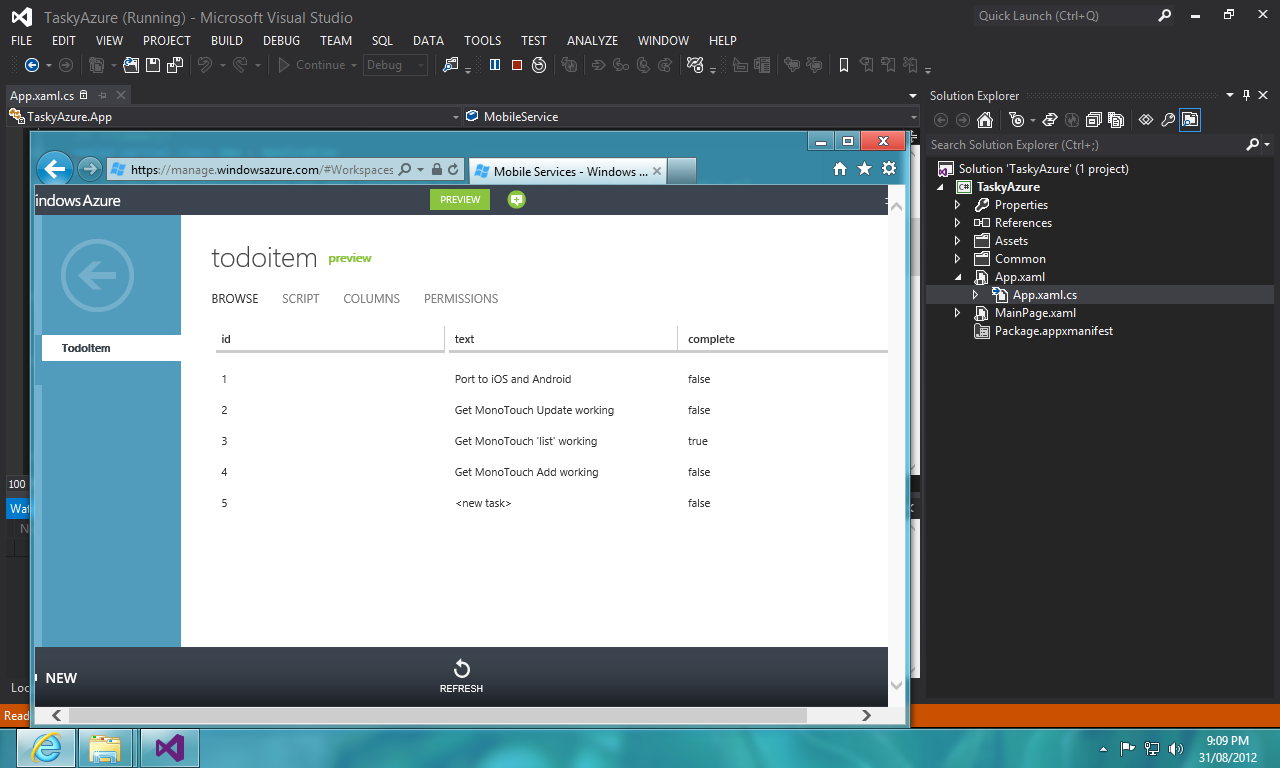 TaskyAzure (Running) - Microsoft Visual Studio
Quick Launch (Ctrl+Q)
FILE EDIT VIEW PROJECT BUILD DEBUG TEAM SQL DATA TOOLS TEST ANALYZE WINDOW HELP
Continue Debug
App.xaml.cs
TaskyAzure.App MobileService
https://manage.windowsazure.com/#Workspaces
Mobile Services - Windows ...
indows Azure PREVIEW
todoitem preview
BROWSE SCRIPT COLUMNS PERMISSIONS
TodoItem
id text complete
1 Port to iOS and Android false
2 Get MonoTouch Update working false
3 Get MonoTouch 'list' working true
4 Get MonoTouch Add working false
5 <new task> false
NEW REFRESH
100
Wat
N
Loc
Read
Solution Explorer
Search Solution Explorer (Ctrl+;)
Solution 'TaskyAzure' (1 project)
C# TaskyAzure
Properties
References
Assets
Common
App.xaml
App.xaml.cs
MainPage.xaml
Package.appxmanifest
9:09 PM
31/08/2012